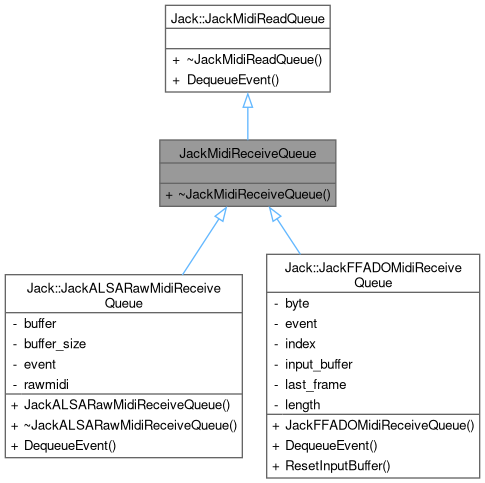 Jack::JackMidiReadQueue
+ ~JackMidiReadQueue()
+ DequeueEvent()
JackMidiReceiveQueue
+ ~JackMidiReceiveQueue()
Jack::JackALSARawMidiReceive
Queue
- buffer
- buffer_size
- event
- rawmidi
+ JackALSARawMidiReceiveQueue()
+ ~JackALSARawMidiReceiveQueue()
+ DequeueEvent()
Jack::JackFFADOMidiReceive
Queue
- byte
- event
- index
- input_buffer
- last_frame
- length
+ JackFFADOMidiReceiveQueue()
+ DequeueEvent()
+ ResetInputBuffer()